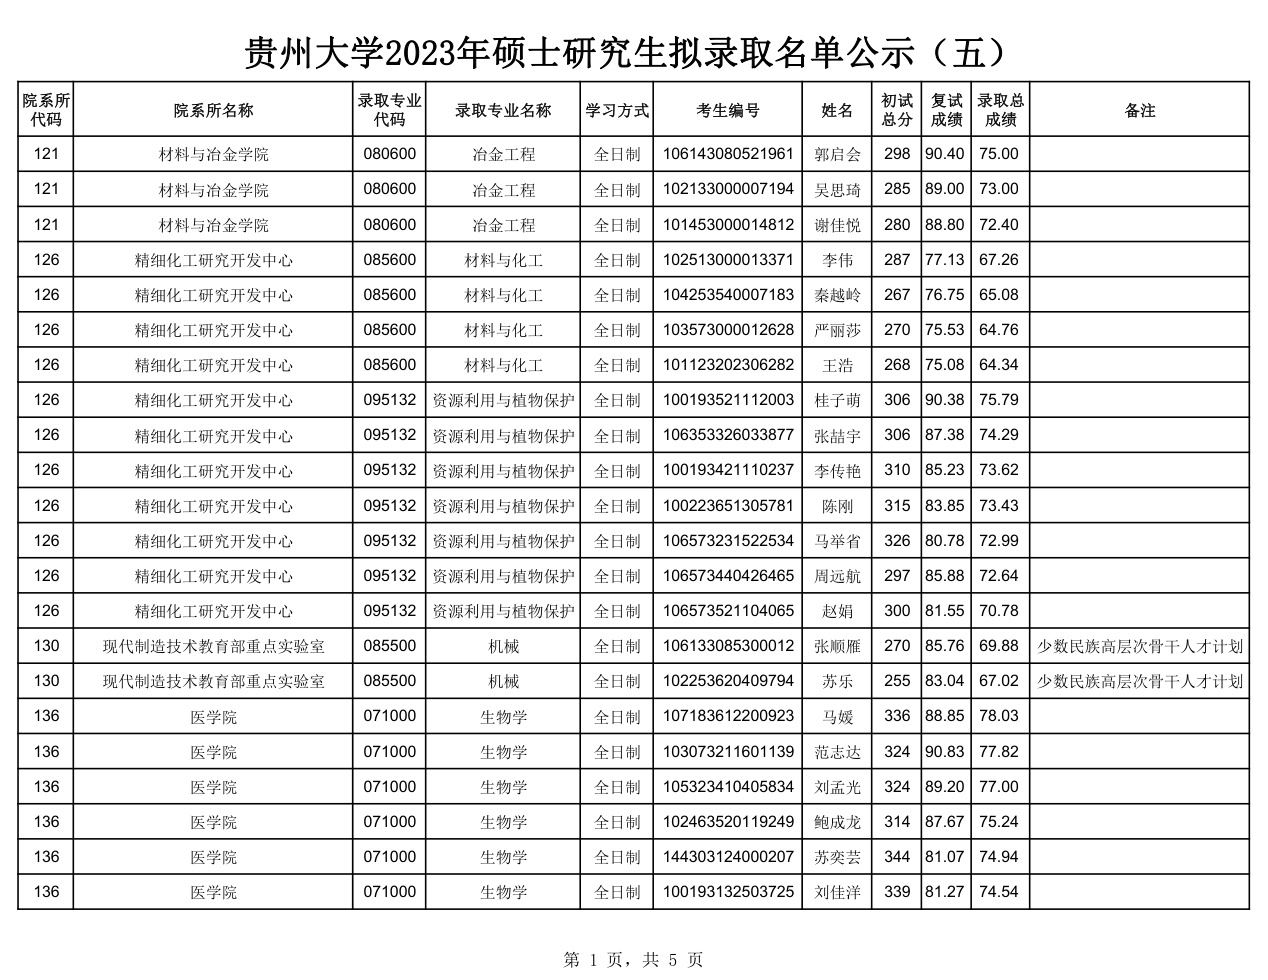 贵州大学2023年硕士研究生拟录取名单公示（五）
院系所代码 院系所名称 录取专业代码 录取专业名称 学习方式 考生编号 姓名 初试总分 复试成绩 录取总成绩 备注
121 材料与冶金学院 080600 冶金工程 全日制 106143080521961 郭启会 298 90.40 75.00
121 材料与冶金学院 080600 冶金工程 全日制 102133000007194 吴思琦 285 89.00 73.00
121 材料与冶金学院 080600 冶金工程 全日制 101453000014812 谢佳悦 280 88.80 72.40
126 精细化工研究开发中心 085600 材料与化工 全日制 102513000013371 李伟 287 77.13 67.26
126 精细化工研究开发中心 085600 材料与化工 全日制 104253540007183 秦越岭 267 76.75 65.08
126 精细化工研究开发中心 085600 材料与化工 全日制 103573000012628 严丽莎 270 75.53 64.76
126 精细化工研究开发中心 085600 材料与化工 全日制 101123202306282 王浩 268 75.08 64.34
126 精细化工研究开发中心 095132 资源利用与植物保护 全日制 100193521112003 桂子萌 306 90.38 75.79
126 精细化工研究开发中心 095132 资源利用与植物保护 全日制 106353326033877 张喆宇 306 87.38 74.29
126 精细化工研究开发中心 095132 资源利用与植物保护 全日制 100193421110237 李传艳 310 85.23 73.62
126 精细化工研究开发中心 095132 资源利用与植物保护 全日制 100223651305781 陈刚 315 83.85 73.43
126 精细化工研究开发中心 095132 资源利用与植物保护 全日制 106573231522534 马举省 326 80.78 72.99
126 精细化工研究开发中心 095132 资源利用与植物保护 全日制 106573440426465 周远航 297 85.88 72.64
126 精细化工研究开发中心 095132 资源利用与植物保护 全日制 106573521104065 赵娟 300 81.55 70.78
130 现代制造技术教育部重点实验室 085500 机械 全日制 106133085300012 张顺雁 270 85.76 69.88 少数民族高层次骨干人才计划
130 现代制造技术教育部重点实验室 085500 机械 全日制 102253620409794 苏乐 255 83.04 67.02 少数民族高层次骨干人才计划
136 医学院 071000 生物学 全日制 107183612200923 马媛 336 88.85 78.03
136 医学院 071000 生物学 全日制 103073211601139 范志达 324 90.83 77.82
136 医学院 071000 生物学 全日制 105323410405834 刘孟光 324 89.20 77.00
136 医学院 071000 生物学 全日制 102463520119249 鲍成龙 314 87.67 75.24
136 医学院 071000 生物学 全日制 144303124000207 苏奕芸 344 81.07 74.94
136 医学院 071000 生物学 全日制 100193132503725 刘佳洋 339 81.27 74.54
第 1 页，共 5 页